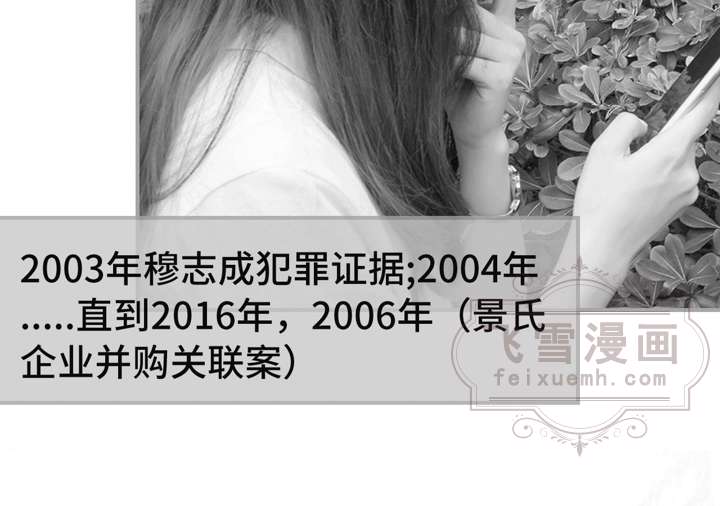 2003年穆志成犯罪证据;2004年
.....直到2016年，2006年（景氏
企业并购关联案）
飞雪漫画
feixuemh.com